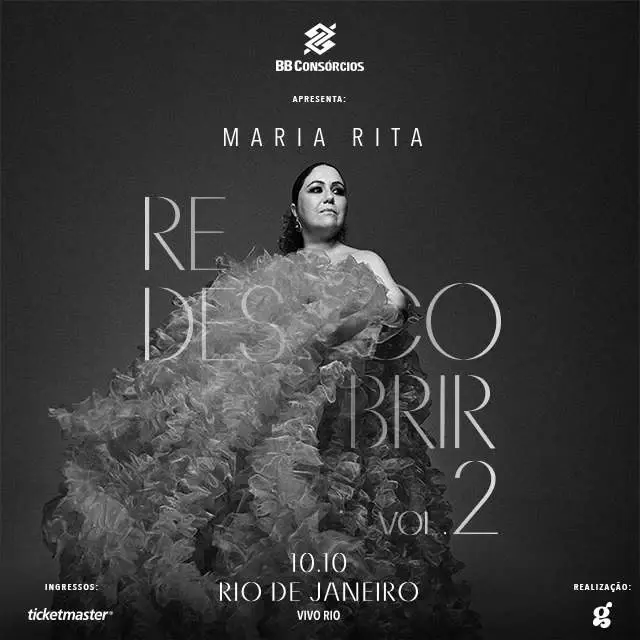 BB CONSÓRCIOS
APRESENTA:
MARIA RITA
RE
DES CO
BRIR
VOL. 2
10.10
RIO DE JANEIRO
VIVO RIO
INGRESSOS:
ticketmaster®
REALIZAÇÃO:
g